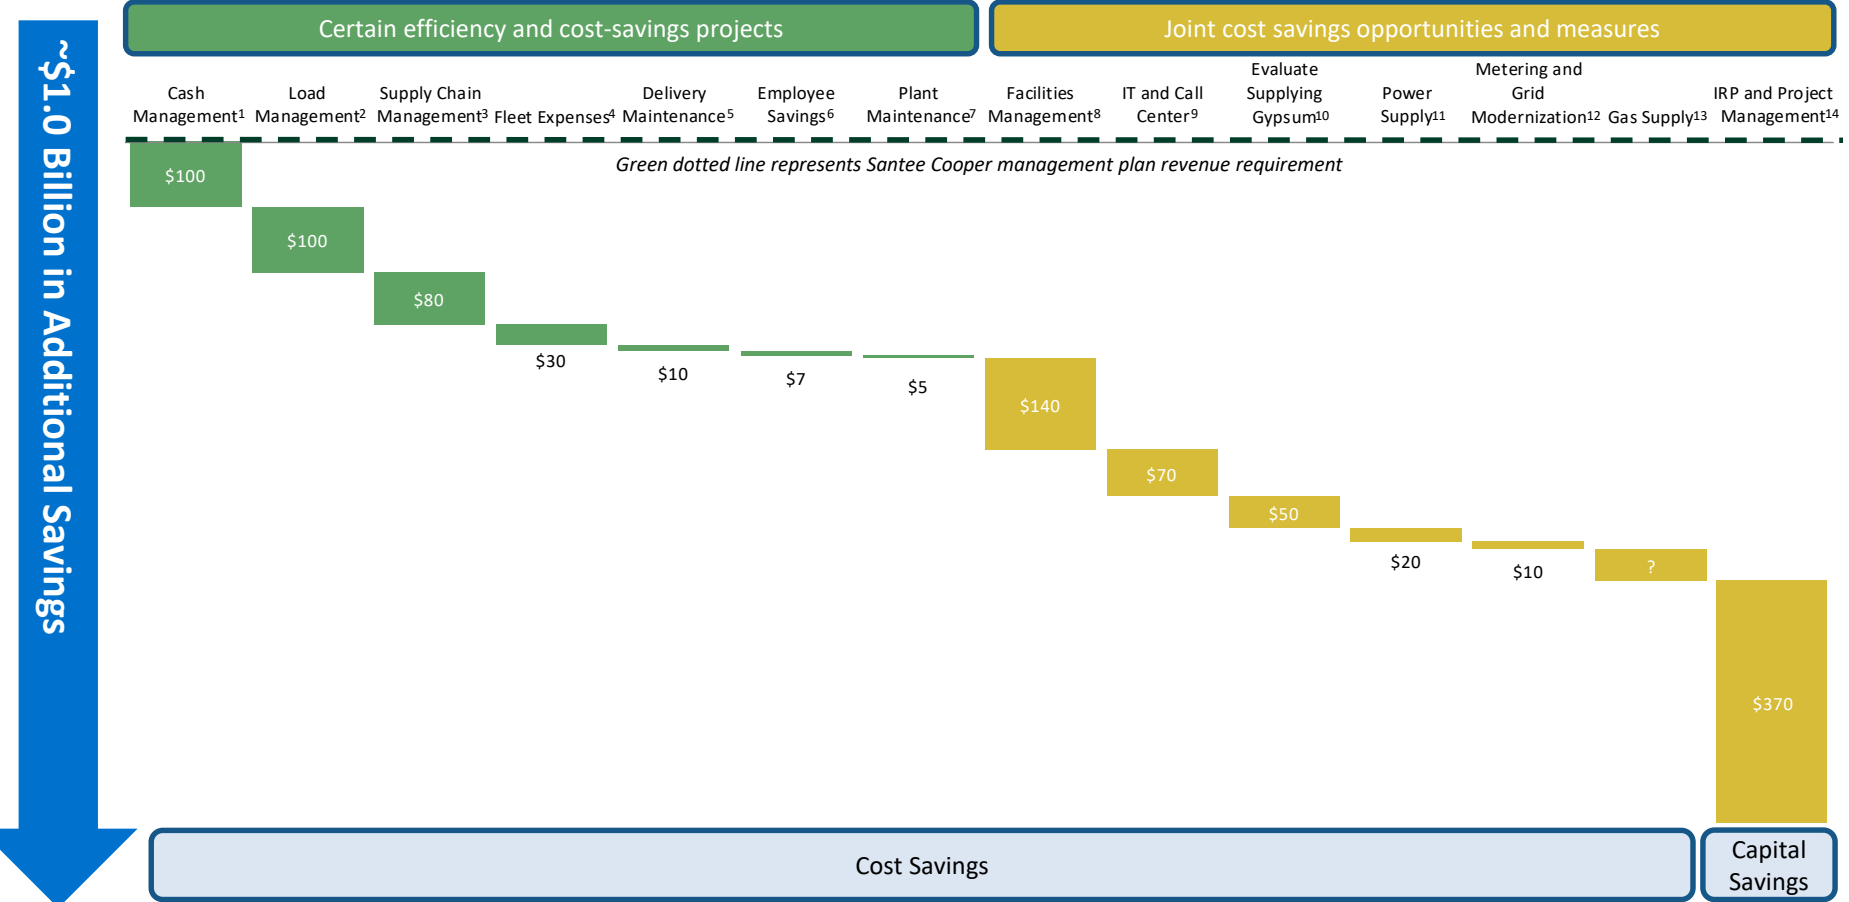 ~$1.0 Billion in Additional Savings
Certain efficiency and cost-savings projects
Joint cost savings opportunities and measures
Cash
Management1
Load
Management2
Supply Chain
Management3
Fleet Expenses4
Delivery
Maintenance5
Employee
Savings6
Plant
Maintenance7
Facilities
Management8
IT and Call
Center9
Evaluate
Supplying
Gypsum10
Power
Supply11
Metering and
Grid
Modernization12
Gas Supply13
IRP and Project
Management14
Green dotted line represents Santee Cooper management plan revenue requirement
$100
$100
$80
$30
$10
$7
$5
$140
$70
$50
$20
$10
?
$370
Cost Savings
Capital
Savings